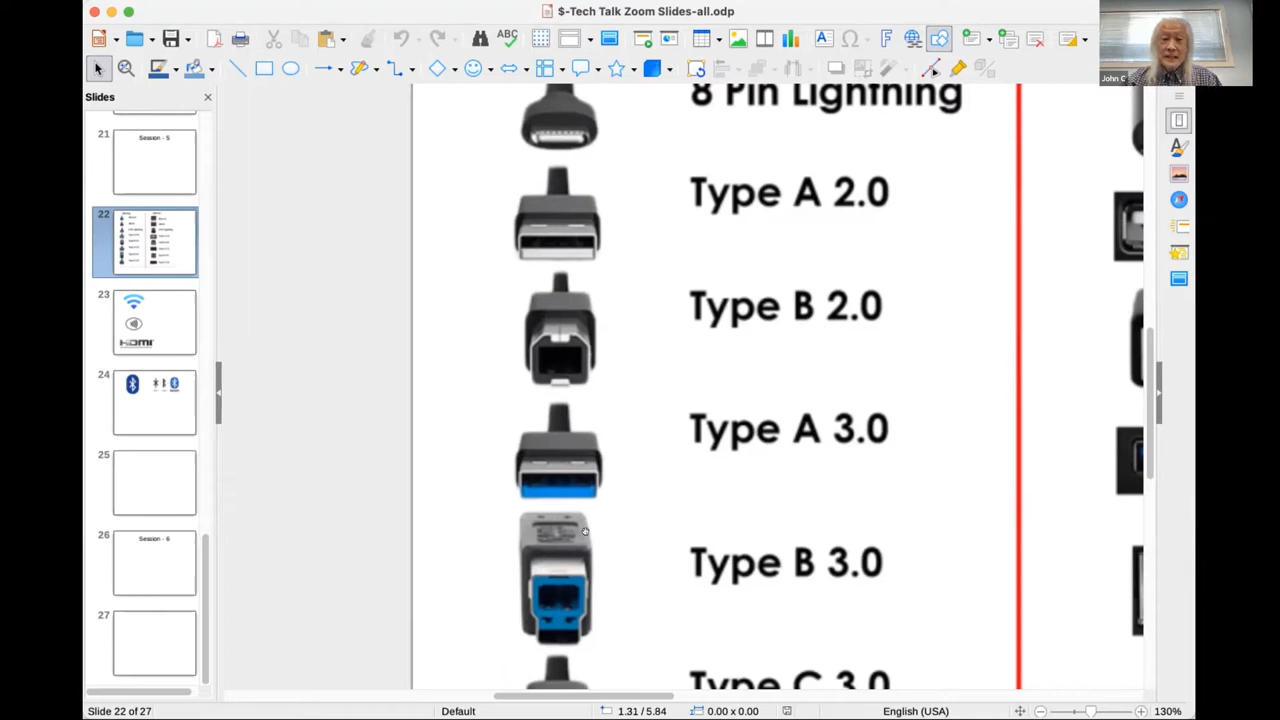 $-Tech Talk Zoom Slides-all.odp
ABC
John C
Slides
21
Session - 5
22
23
HDMI
24
25
26
Session - 6
27
8 Pin Lightning
Type A 2.0
Type B 2.0
Type A 3.0
Type B 3.0
Type C 3.0
Slide 22 of 27
Default
1.31 / 5.84
0.00 x 0.00
English (USA)
130%